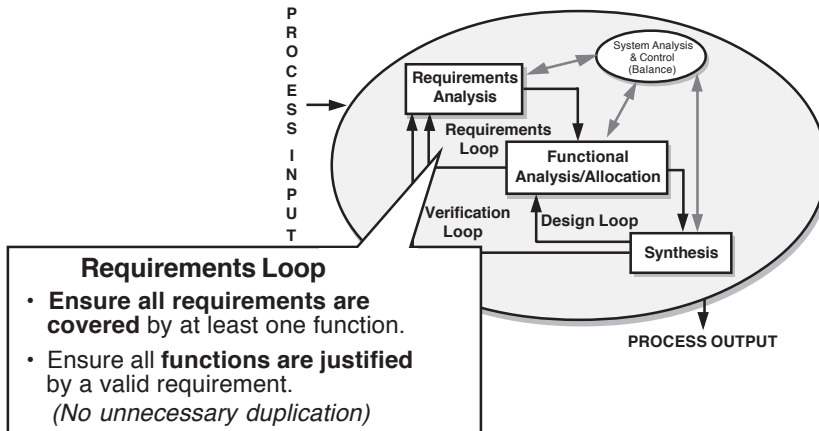 PROCESS INPUT
System Analysis
& Control
(Balance)
Requirements
Analysis
Requirements
Loop
Functional
Analysis/Allocation
Verification
Loop
Design Loop
Synthesis
PROCESS OUTPUT
Requirements Loop
• Ensure all requirements are
covered by at least one function.
• Ensure all functions are justified
by a valid requirement.
(No unnecessary duplication)